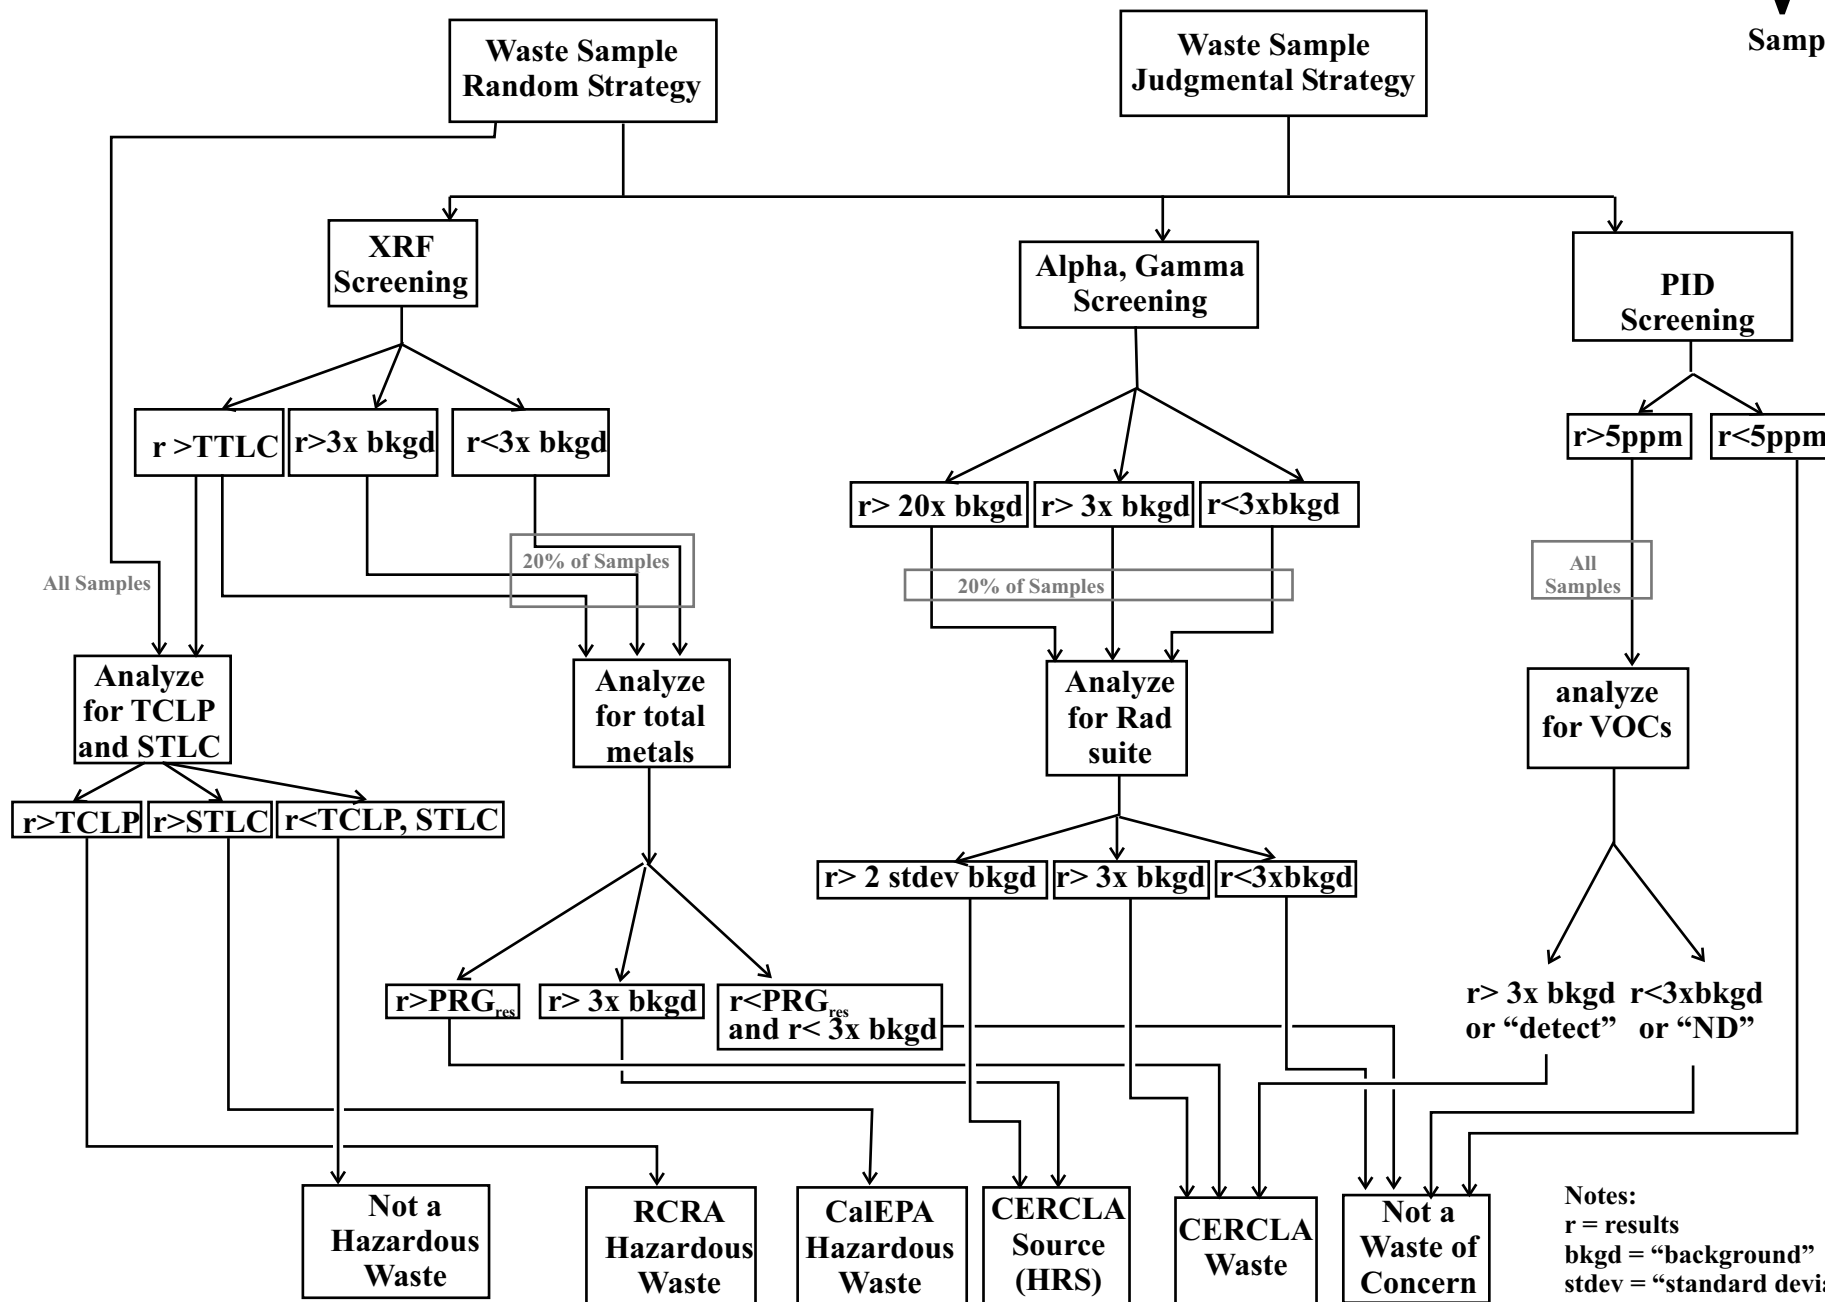 Samp
Waste Sample
Random Strategy
Waste Sample
Judgmental Strategy
XRF
Screening
Alpha, Gamma
Screening
PID
Screening
r >TTLC
r>3x bkgd
r<3x bkgd
r>5ppm
r<5ppm
r> 20x bkgd
r> 3x bkgd
r<3xbkgd
All Samples
20% of Samples
20% of Samples
All
Samples
Analyze
for TCLP
and STLC
Analyze
for total
metals
Analyze
for Rad
suite
analyze
for VOCs
r>TCLP
r>STLC
r<TCLP, STLC
r> 2 stdev bkgd
r> 3x bkgd
r<3xbkgd
r>PRGres
r> 3x bkgd
r<PRGres
and r< 3x bkgd
r> 3x bkgd
or “detect”
r<3xbkgd
or “ND”
Not a
Hazardous
Waste
RCRA
Hazardous
Waste
CalEPA
Hazardous
Waste
CERCLA
Source
(HRS)
CERCLA
Waste
Not a
Waste of
Concern
Notes:
r = results
bkgd = “background”
stdev = “standard devia